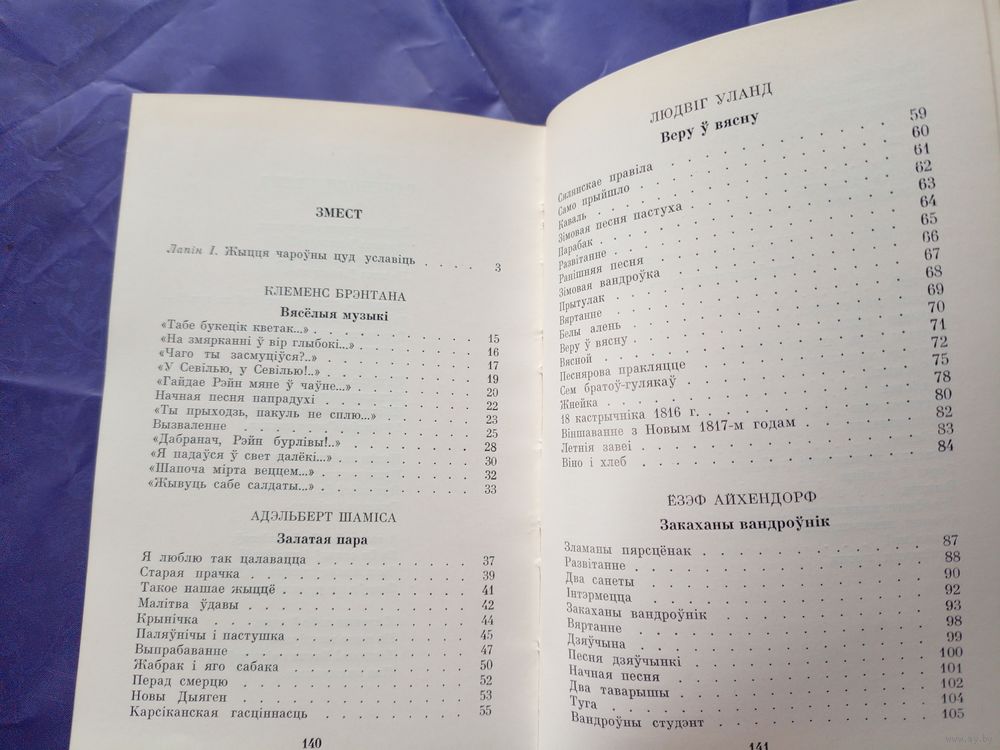 ЗМЕСТ
Лапін І. Жыцця чароўны цуд уславіць . . . . 3
КЛЕМЕНС БРЭНТАНА
Вясёлыя музыкі
«Табе букецік кветак...» . . . . . . 15
«На змярканні ў вір глыбокі...» . . . . . . 16
«Чаго ты засмуціўся?..» . . . . . . 17
«У Севілью, у Севілью!..» . . . . . . 19
«Гайдае Рэйн мяне ў чаўне...» . . . . . . 20
Начная песня папрадухі . . . . . . 22
«Ты прыходзь, пакуль не сплю...» . . . . . . 23
Вызваленне . . . . . . 25
«Дабранач, Рэйн бурлівы!..» . . . . . . 28
«Я падаўся ў свет далёкі...» . . . . . . 30
«Шапоча мірта веццем...» . . . . . . 32
«Жывуць сабе салдаты...» . . . . . . 33
АДЭЛЬБЕРТ ШАМІСА
Залатая пара
Я люблю так цалавацца . . . . . . 37
Старая прачка . . . . . . 39
Такое нашае жыццё . . . . . . 41
Малітва ўдавы . . . . . . 42
Крынічка . . . . . . 44
Паляўнічы і пастушка . . . . . . 45
Выпрабаванне . . . . . . 47
Жабрак і яго сабака . . . . . . 50
Перад смерцю . . . . . . 52
Новы Дыяген . . . . . . 53
Карсіканская гасціннасць . . . . . . 55
140
ЛЮДВІГ УЛАНД
Веру ў вясну
Сялянскае правіла . . . . . . 59
Само прыйшло . . . . . . 60
Каваль . . . . . . 61
Зімовая песня пастуха . . . . . . 62
Парабак . . . . . . 63
Развітанне . . . . . . 64
Ранішняя песня . . . . . . 65
Зімовая вандроўка . . . . . . 66
Прытулак . . . . . . 67
Вяртанне . . . . . . 68
Белы алень . . . . . . 69
Веру ў вясну . . . . . . 70
Вясной . . . . . . 71
Песнярова пракляцце . . . . . . 72
Сем братоў-гулякаў . . . . . . 75
Жнейка . . . . . . 78
18 кастрычніка 1816 г. . . . . . . 80
Віншаванне з Новым 1817-м годам . . . . . . 82
Летнія завеі . . . . . . 83
Віно і хлеб . . . . . . 84
ЁЗЭФ АЙХЕНДОРФ
Закаханы вандроўнік
Зламаны пярсцёнак . . . . . . 87
Развітанне . . . . . . 88
Два санеты . . . . . . 90
Інтэрмецца . . . . . . 92
Закаханы вандроўнік . . . . . . 93
Вяртанне . . . . . . 98
Дзяўчына . . . . . . 99
Песня дзяўчынкі . . . . . . 100
Начная песня . . . . . . 101
Два таварышы . . . . . . 102
Туга . . . . . . 104
Вандроўны студэнт . . . . . . 105
141
www.av.by